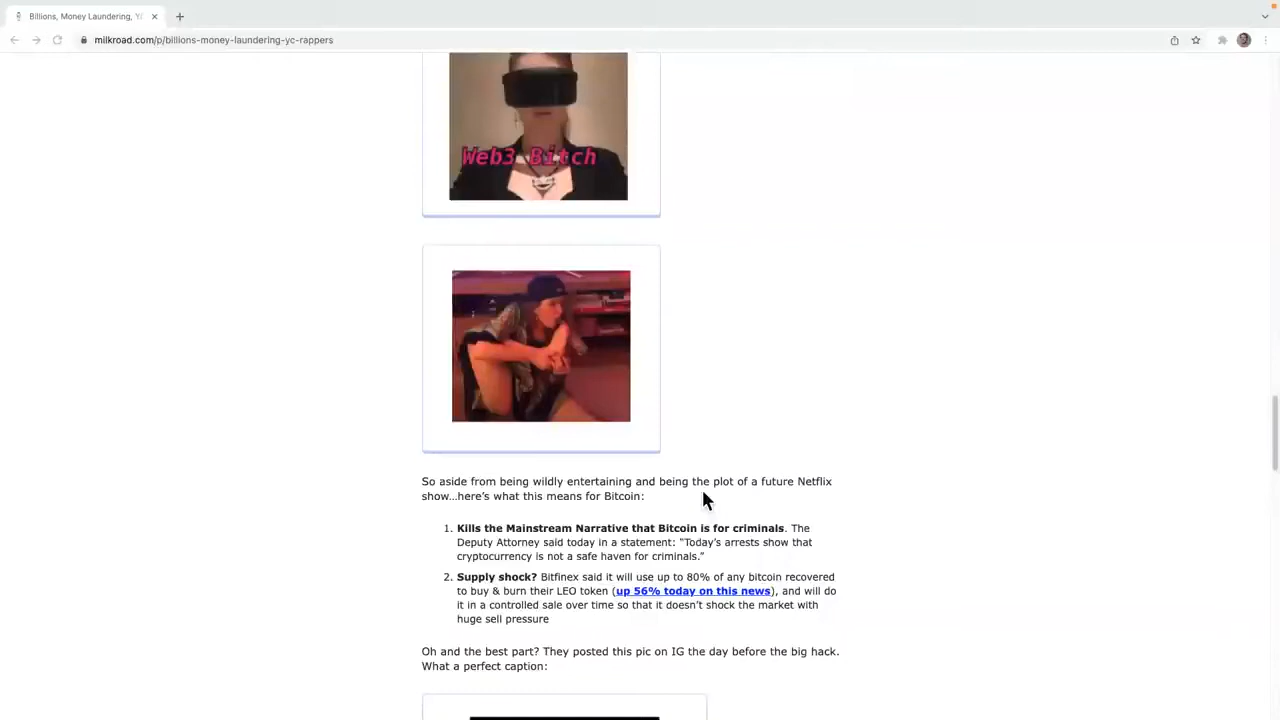 Billions, Money Laundering, Y
milkroad.com/p/billions-money-laundering-yc-rappers
Web3 Bitch
So aside from being wildly entertaining and being the plot of a future Netflix
show...here's what this means for Bitcoin:
1. Kills the Mainstream Narrative that Bitcoin is for criminals. The
Deputy Attorney said today in a statement: “Today’s arrests show that
cryptocurrency is not a safe haven for criminals.”
2. Supply shock? Bitfinex said it will use up to 80% of any bitcoin recovered
to buy & burn their LEO token (up 56% today on this news), and will do
it in a controlled sale over time so that it doesn’t shock the market with
huge sell pressure
Oh and the best part? They posted this pic on IG the day before the big hack.
What a perfect caption: